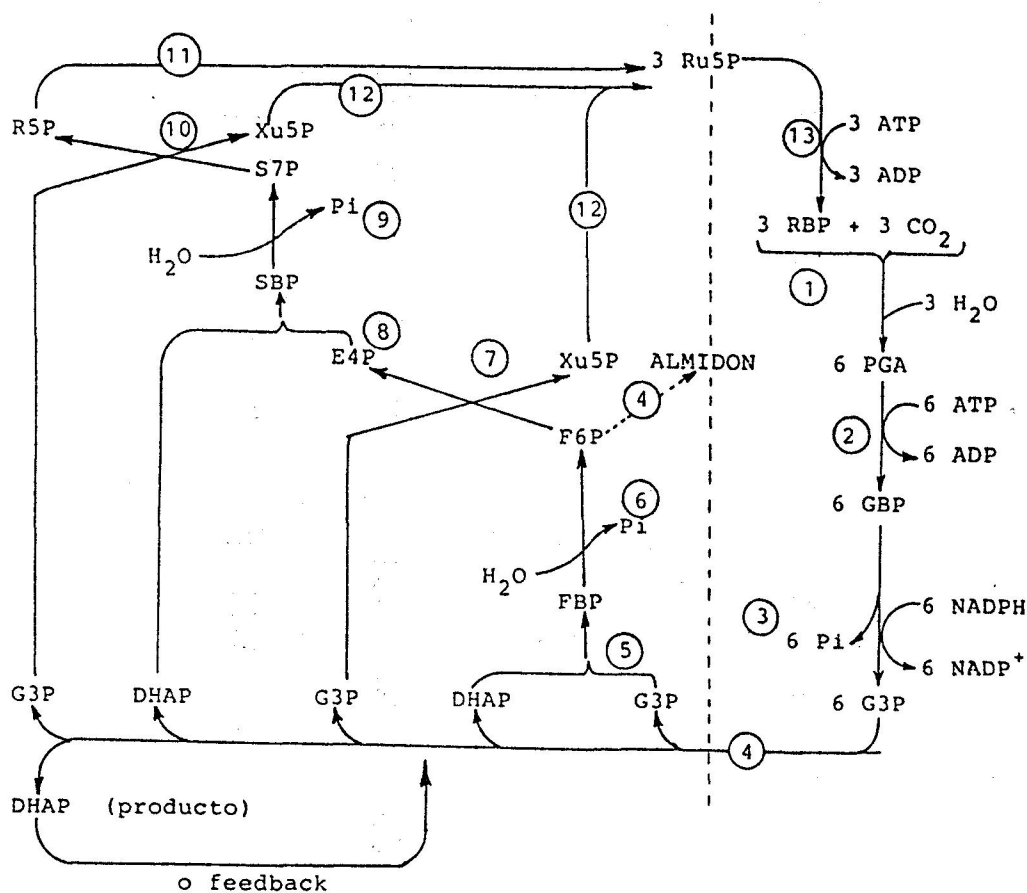 11
3 Ru5P
12
R5P
10
Xu5P
13
3 ATP
S7P
3 ADP
Pi
9
12
3 RBP + 3 CO2
H2O
SBP
1
3 H2O
8
E4P
7
Xu5P
ALMIDON
6 PGA
4
6 ATP
F6P
2
6 ADP
6
Pi
6 GBP
H2O
FBP
3
6 Pi
6 NADPH
5
6 NADP+
G3P
DHAP
G3P
DHAP
G3P
6 G3P
4
DHAP (producto)
o feedback